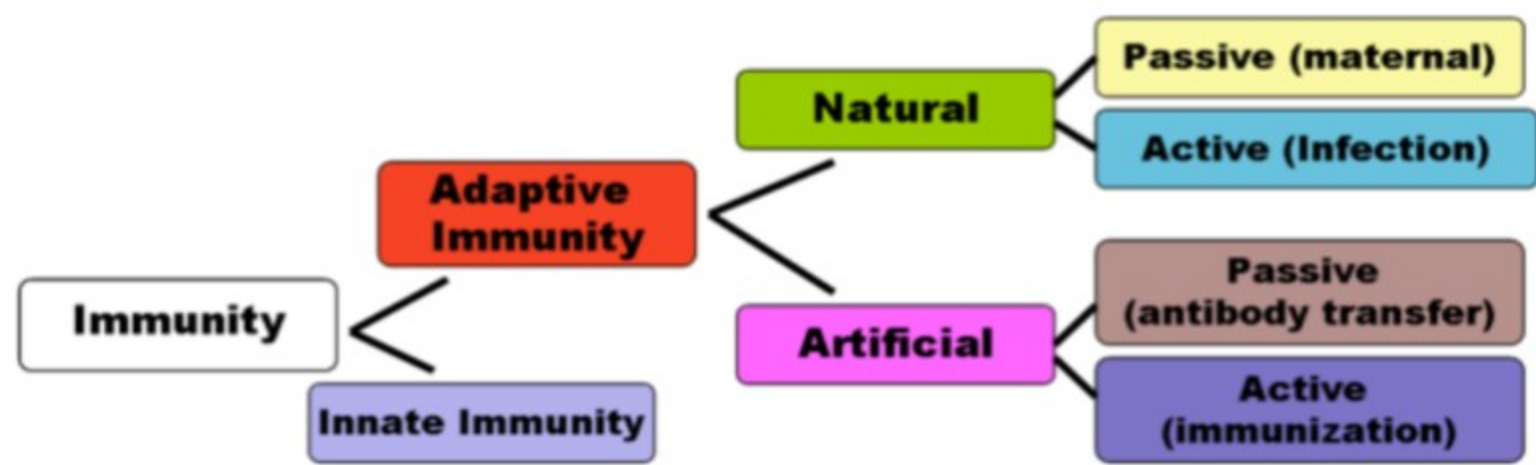 Passive (maternal)
Natural
Active (Infection)
Adaptive
Immunity
Passive
(antibody transfer)
Immunity
Artificial
Active
(immunization)
Innate Immunity